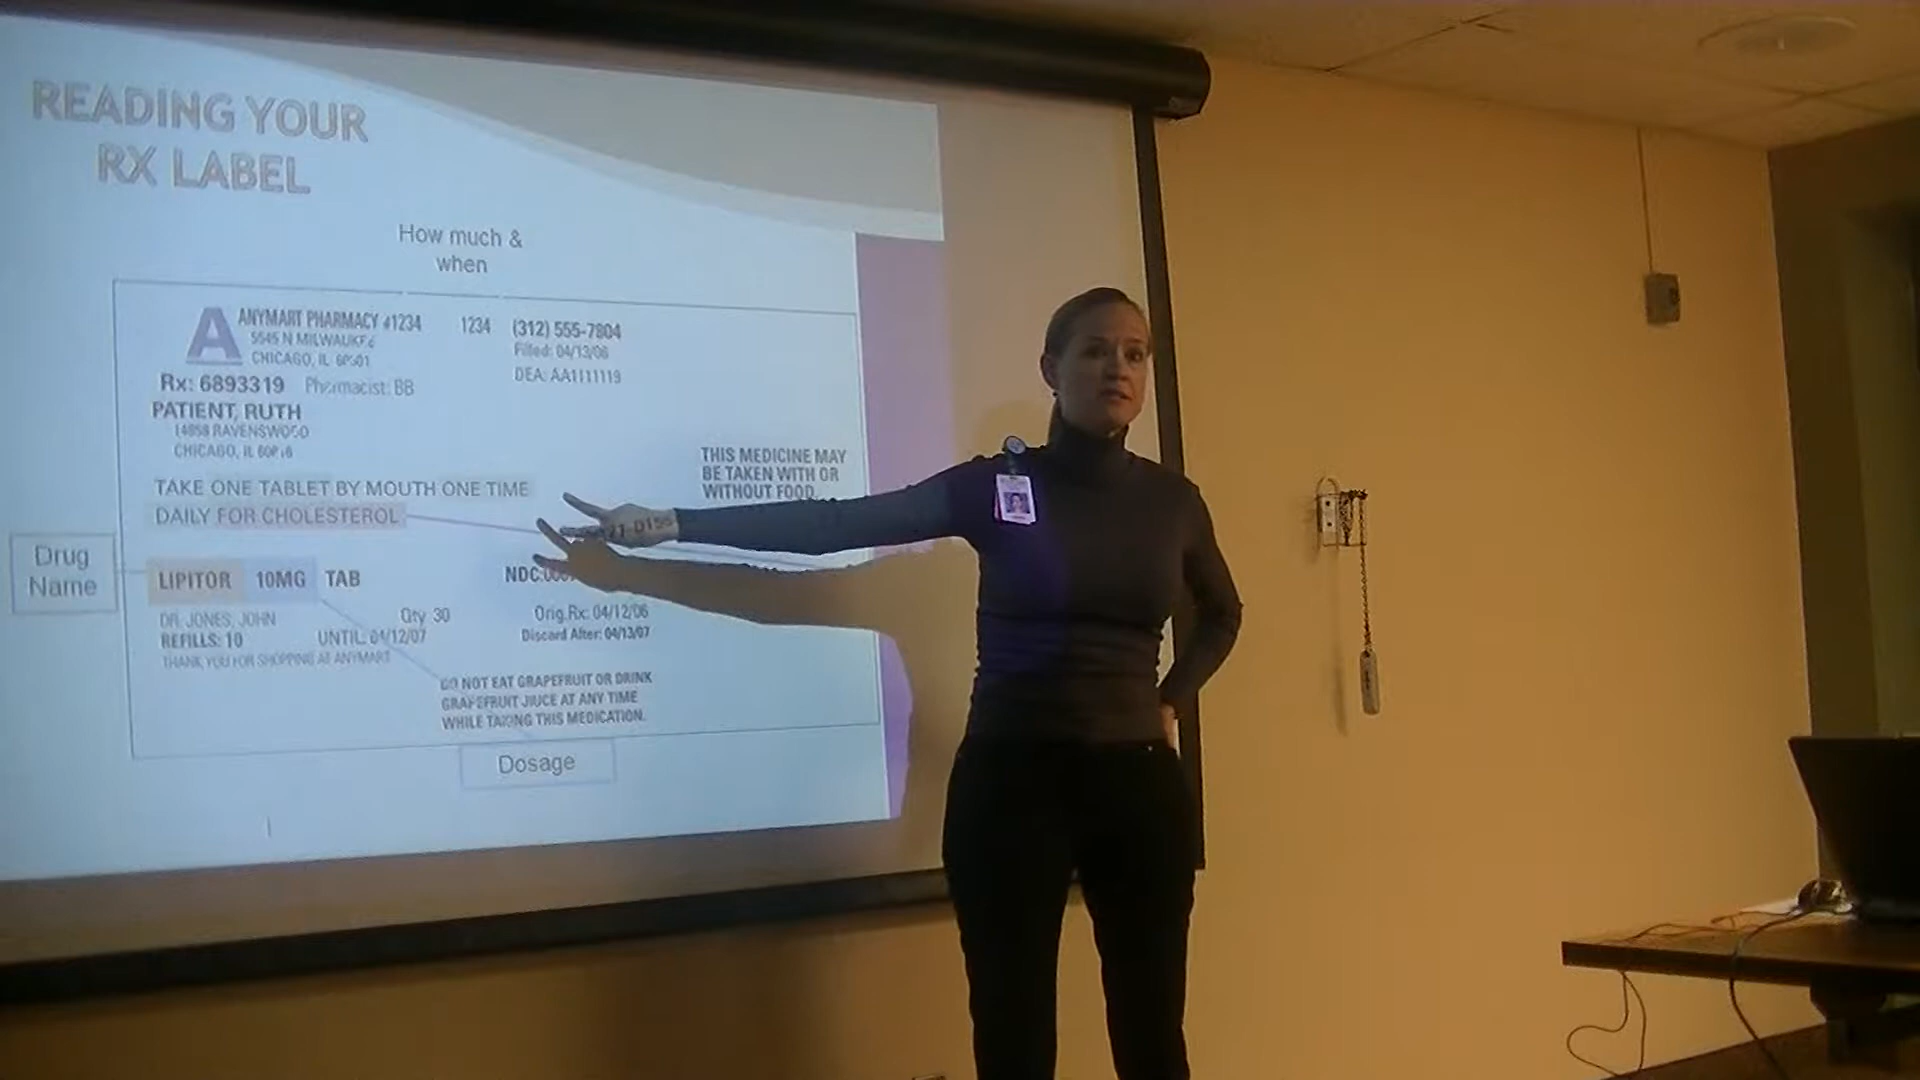 READING YOUR
RX LABEL
How much &
when
A
ANYMART PHARMACY #1234 1234 (312) 555-7804
5545 N MILWAUKEE
Filled: 04/13/06
CHICAGO, IL
DEA: AA1111119
Rx: 6893319 Pharmacist: BB
PATIENT, RUTH
14858 RAVENSWOOD
CHICAGO, IL
THIS MEDICINE MAY
BE TAKEN WITH OR
WITHOUT FOOD.
TAKE ONE TABLET BY MOUTH ONE TIME
DAILY FOR CHOLESTEROL
Drug
Name
LIPITOR 10MG TAB
NDC:
DR. JONES, JOHN Qty 30 Orig.Rx: 04/12/06
REFILLS: 10 UNTIL: 04/12/07 Discard After: 04/13/07
THANK YOU FOR SHOPPING AT ANYMART
DO NOT EAT GRAPEFRUIT OR DRINK
GRAPEFRUIT JIUCE AT ANY TIME
WHILE TAKING THIS MEDICATION.
Dosage